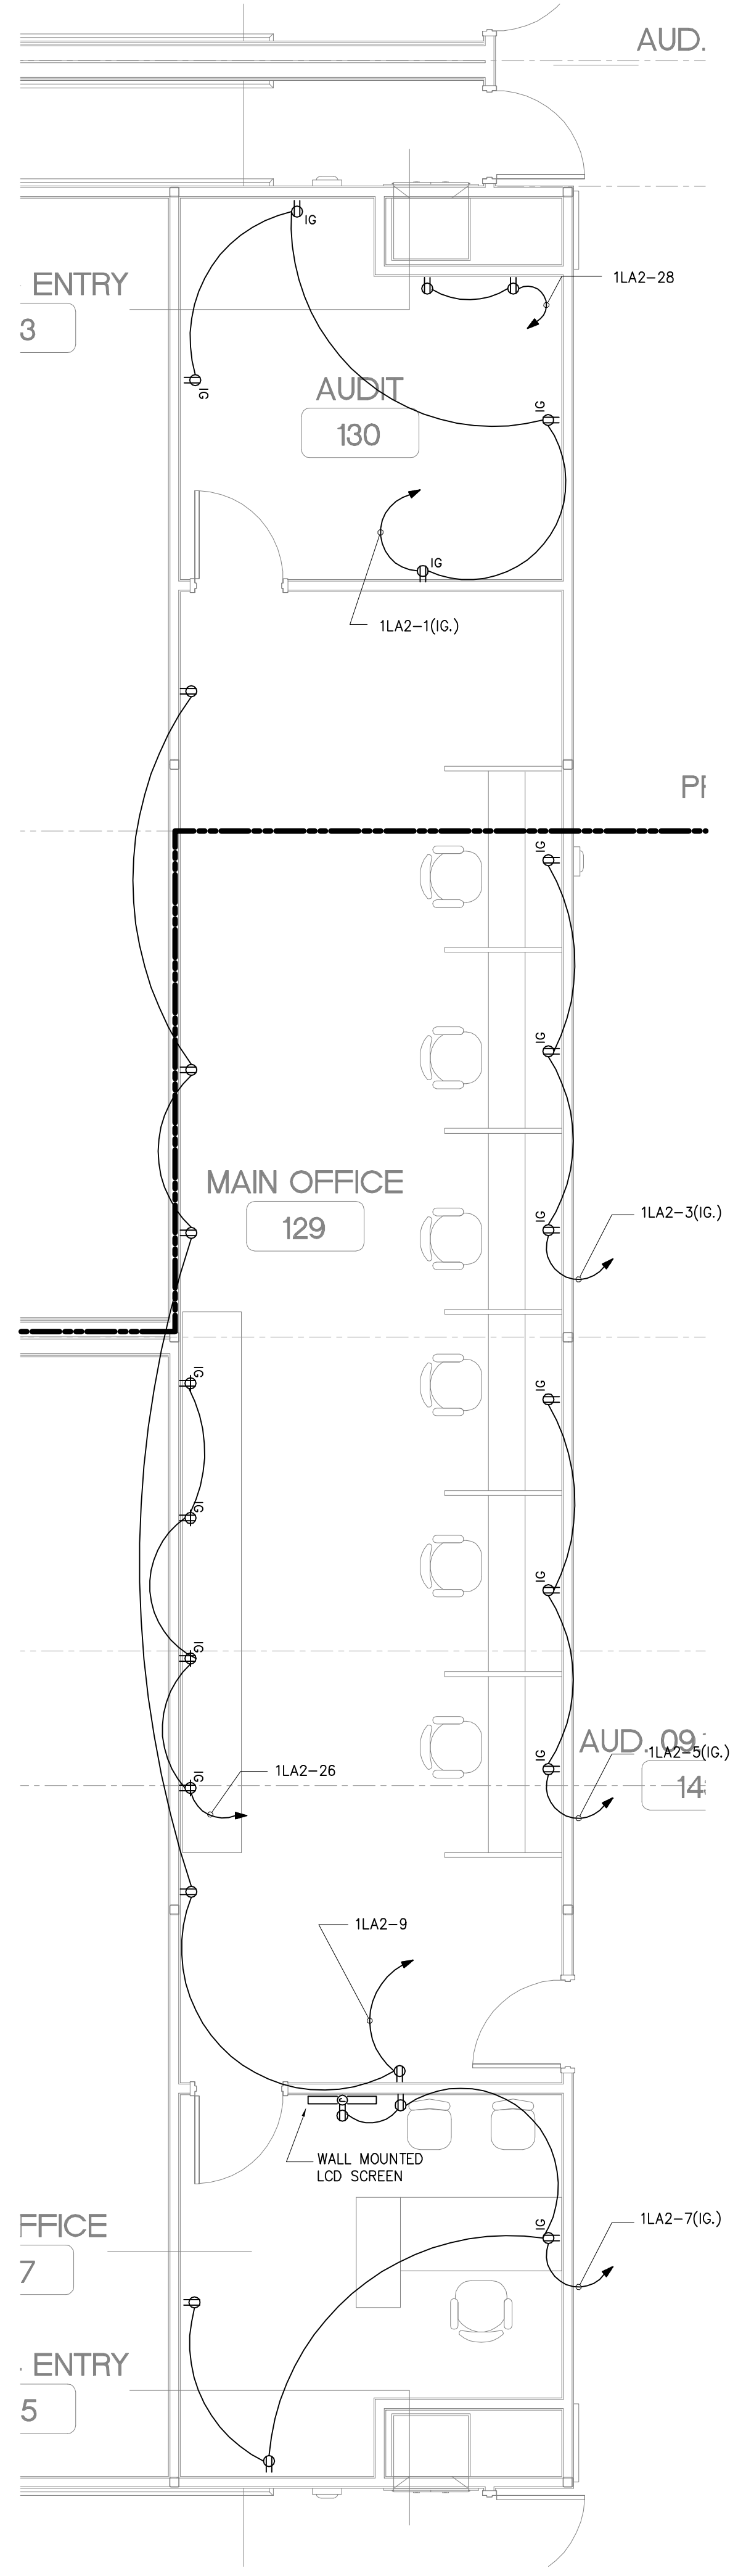 AUD.
IG
1LA2-28
ENTRY
3
IG
AUDIT
130
IG
IG
1LA2-1(IG.)
IG
IG
MAIN OFFICE
129
1LA2-3(IG.)
IG
IG
IG
IG
IG
IG
AUD. 09
1LA2-5(IG.)
IG
IG
1LA2-26
14
1LA2-9
WALL MOUNTED
LCD SCREEN
FFICE
IG
1LA2-7(IG.)
7
ENTRY
5